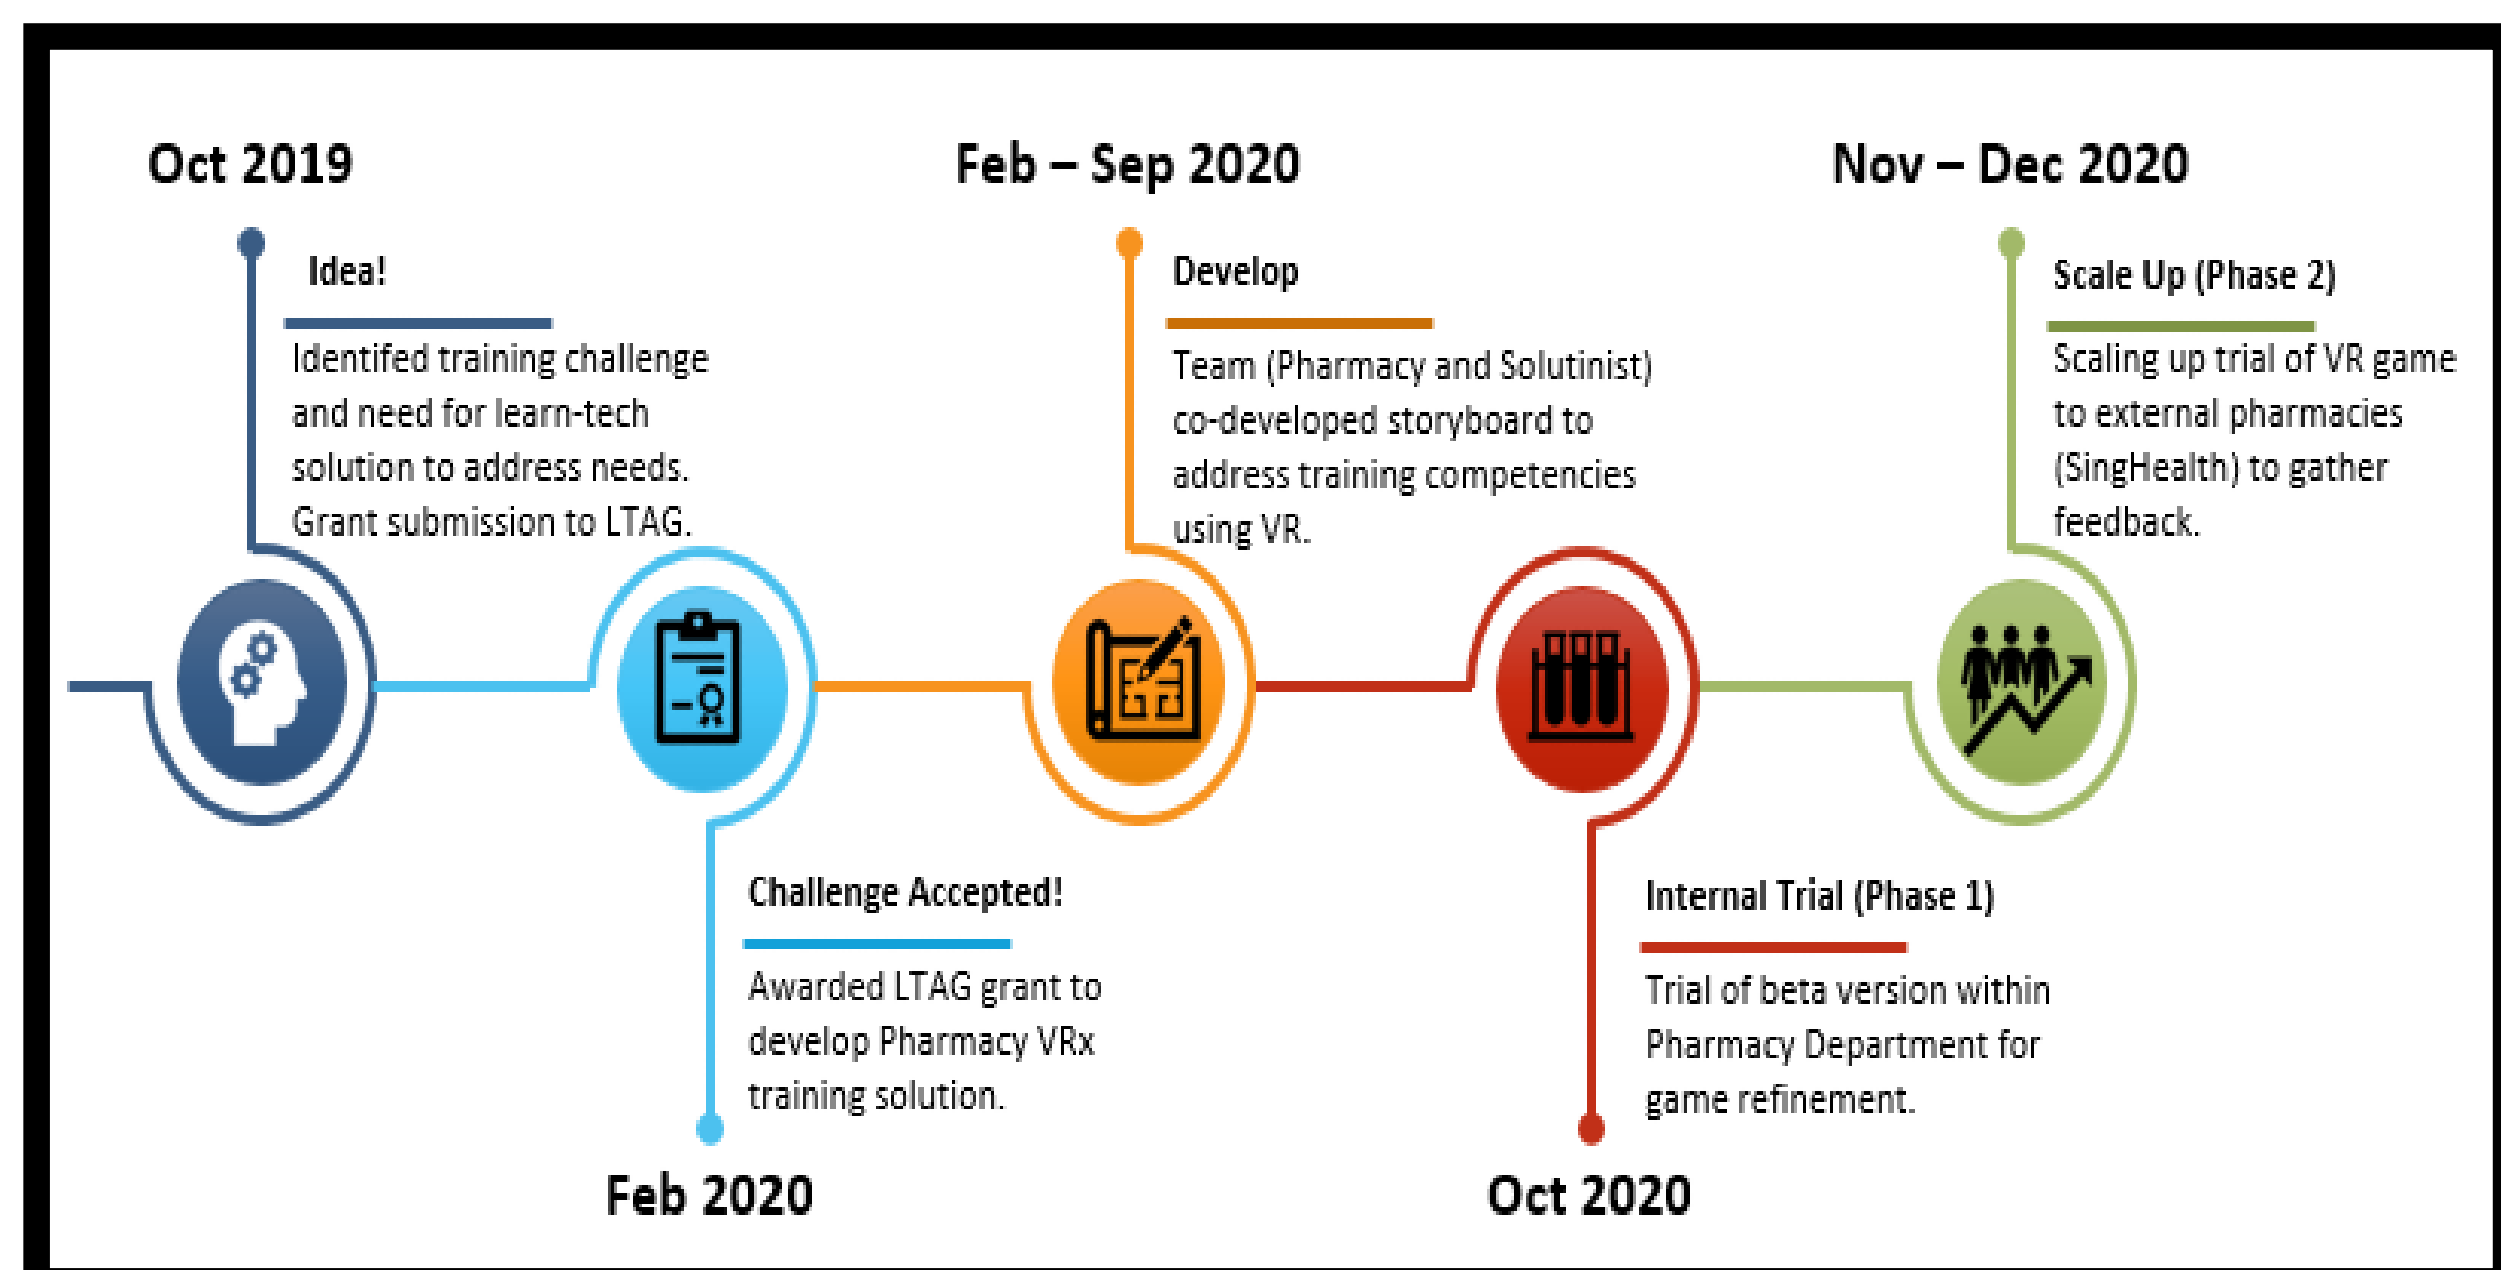 Oct 2019
Idea!
Identifed training challenge
and need for learn-tech
solution to address needs.
Grant submission to LTAG.
Challenge Accepted!
Awarded LTAG grant to
develop Pharmacy VRx
training solution.
Feb 2020
Feb – Sep 2020
Develop
Team (Pharmacy and Solutinist)
co-developed storyboard to
address training competencies
using VR.
Internal Trial (Phase 1)
Trial of beta version within
Pharmacy Department for
game refinement.
Oct 2020
Nov – Dec 2020
Scale Up (Phase 2)
Scaling up trial of VR game
to external pharmacies
(SingHealth) to gather
feedback.